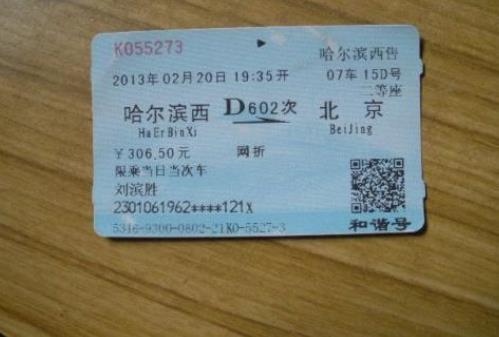 K055273 哈尔滨西售
2013年02月20日 19:35开 07车 15D号
二等座
哈尔滨西 D602次 北京
HaErBinXi BeiJing
￥306.50元 网折
限乘当日当次车
刘滨胜
2301061962****121X
5346-9300-0802-21K0-5527-3 和谐号